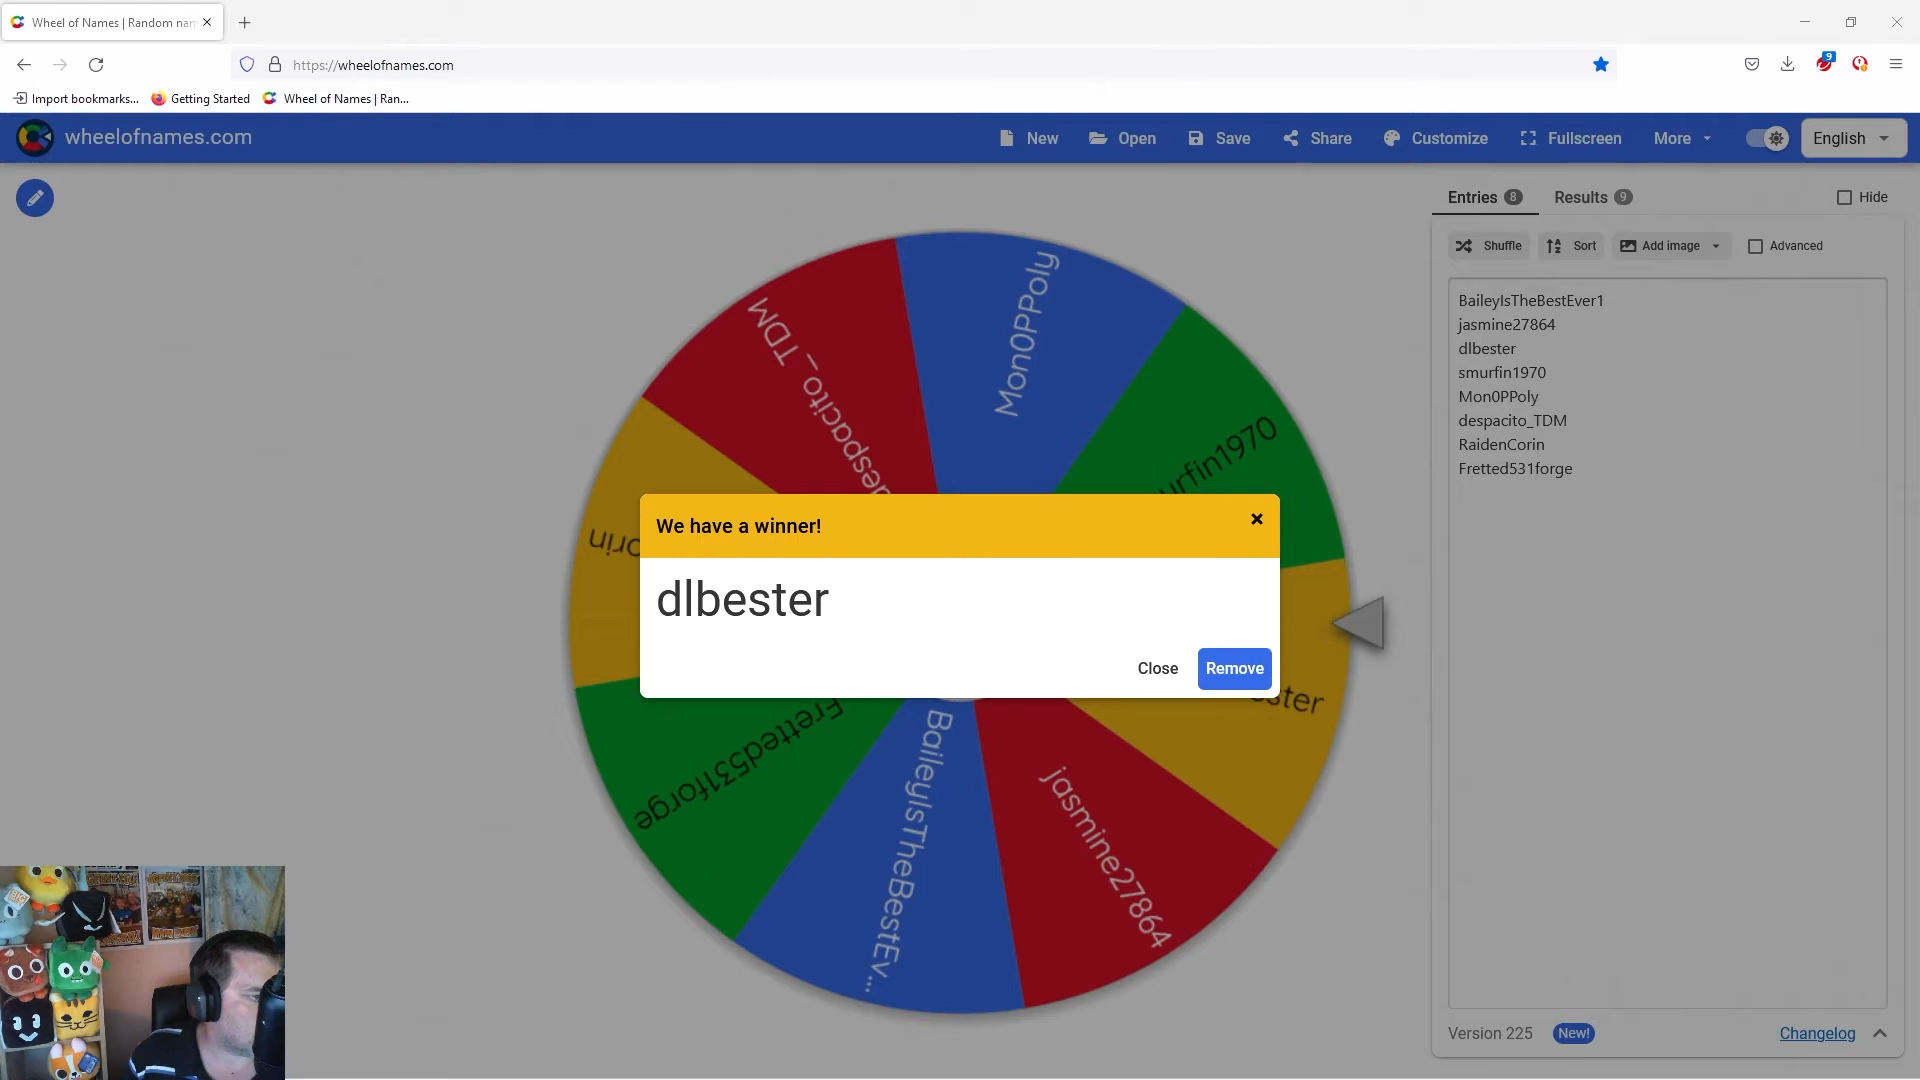 Wheel of Names | Random nam
https://wheelofnames.com
9
Import bookmarks...
Getting Started
Wheel of Names | Ran...
wheelofnames.com
New
Open
Save
Share
Customize
Fullscreen
More
English
Entries 8
Results 9
Hide
Shuffle
Sort
Add image
Advanced
BaileyIsTheBestEver1
jasmine27864
dlbester
smurfin1970
Mon0PPoly
despacito_TDM
RaidenCorin
Fretted531forge
Mon0PPoly
despacito_TDM
urfin1970
orin
We have a winner!
dlbester
Close
Remove
ster
Fretted531forge
BaileyIsTheBestEv...
jasmine27864
Version 225
New!
Changelog